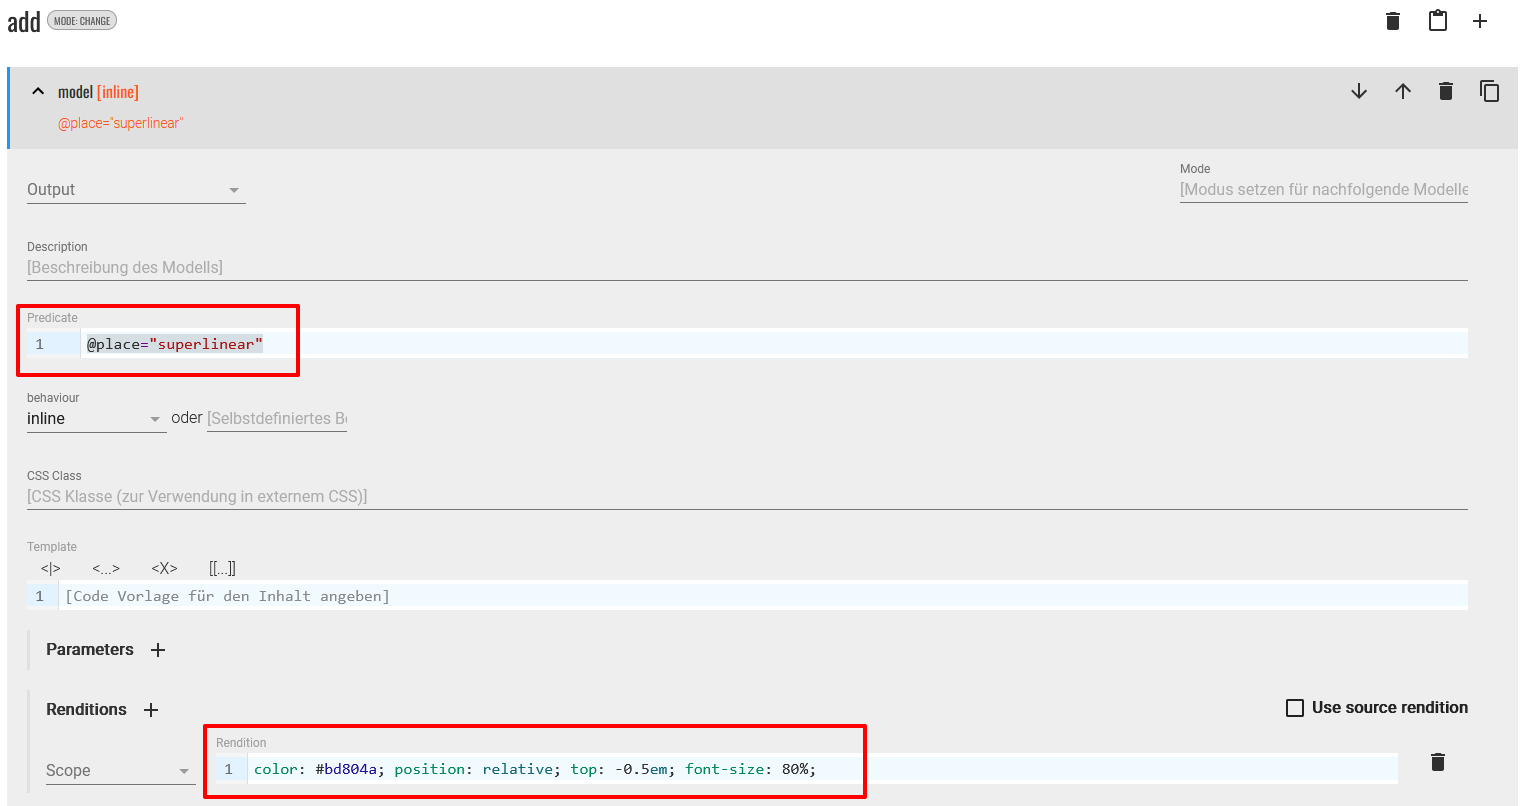 add MODE: CHANGE
model [inline]
@place="superlinear"
Output
Mode
[Modus setzen für nachfolgende Modelle
Description
[Beschreibung des Modells]
Predicate
1 @place="superlinear"
behaviour
inline oder [Selbstdefiniertes Be
CSS Class
[CSS Klasse (zur Verwendung in externem CSS)]
Template
<|> <...> <X> [[...]]
1 [Code Vorlage für den Inhalt angeben]
Parameters
Renditions
Use source rendition
Rendition
Scope
1 color: #bd804a; position: relative; top: -0.5em; font-size: 80%;